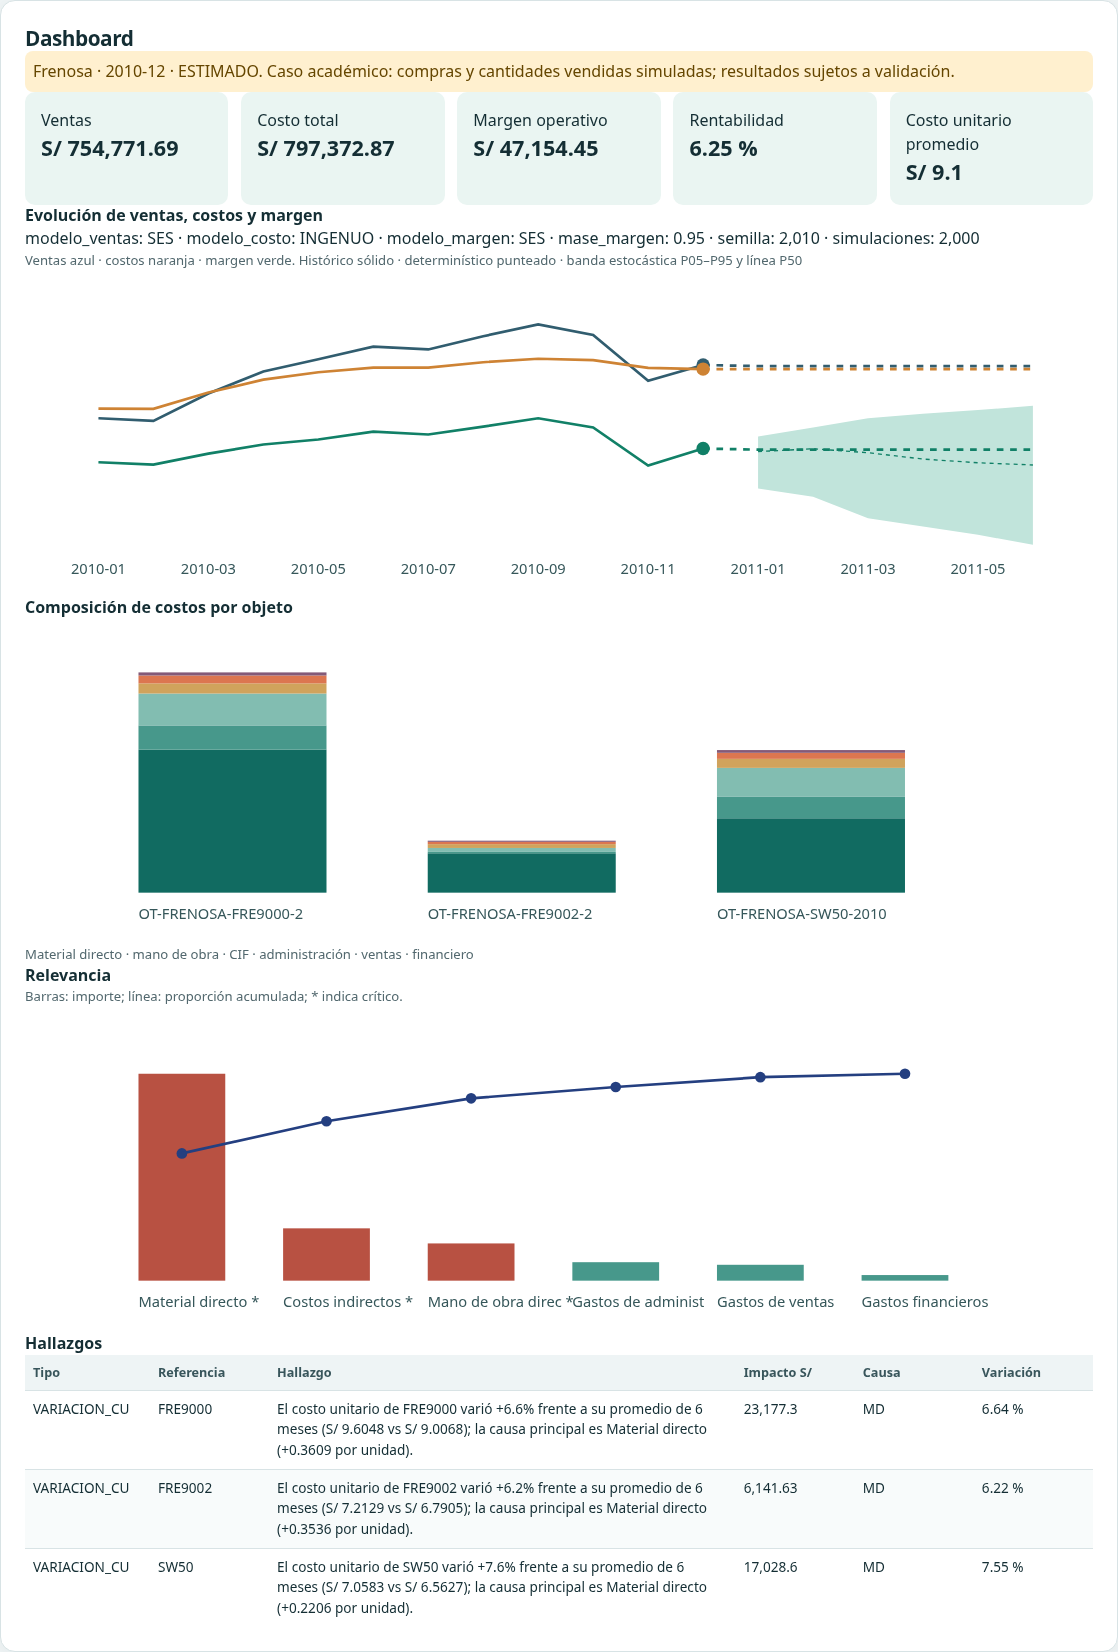 Dashboard
Frenosa · 2010-12 · ESTIMADO. Caso académico: compras y cantidades vendidas simuladas; resultados sujetos a validación.
Ventas
S/ 754,771.69
Costo total
S/ 797,372.87
Margen operativo
S/ 47,154.45
Rentabilidad
6.25 %
Costo unitario
promedio
S/ 9.1
Evolución de ventas, costos y margen
modelo_ventas: SES · modelo_costo: INGENUO · modelo_margen: SES · mase_margen: 0.95 · semilla: 2,010 · simulaciones: 2,000
Ventas azul · costos naranja · margen verde. Histórico sólido · determinístico punteado · banda estocástica P05–P95 y línea P50
2010-01 2010-03 2010-05 2010-07 2010-09 2010-11 2011-01 2011-03 2011-05
Composición de costos por objeto
OT-FRENOSA-FRE9000-2 OT-FRENOSA-FRE9002-2 OT-FRENOSA-SW50-2010
Material directo · mano de obra · CIF · administración · ventas · financiero
Relevancia
Barras: importe; línea: proporción acumulada; * indica crítico.
Material directo * Costos indirectos * Mano de obra direc * Gastos de administ Gastos de ventas Gastos financieros
Hallazgos
Tipo Referencia Hallazgo Impacto S/ Causa Variación
VARIACION_CU FRE9000 El costo unitario de FRE9000 varió +6.6% frente a su promedio de 6 23,177.3 MD 6.64 %
meses (S/ 9.6048 vs S/ 9.0068); la causa principal es Material directo
(+0.3609 por unidad).
VARIACION_CU FRE9002 El costo unitario de FRE9002 varió +6.2% frente a su promedio de 6 6,141.63 MD 6.22 %
meses (S/ 7.2129 vs S/ 6.7905); la causa principal es Material directo
(+0.3536 por unidad).
VARIACION_CU SW50 El costo unitario de SW50 varió +7.6% frente a su promedio de 6 17,028.6 MD 7.55 %
meses (S/ 7.0583 vs S/ 6.5627); la causa principal es Material directo
(+0.2206 por unidad).